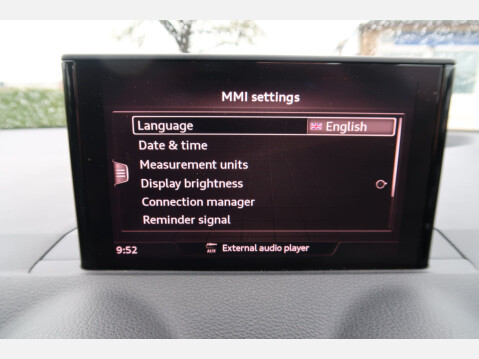 MMI settings
Language English
Date & time
Measurement units
Display brightness
Connection manager
Reminder signal
9:52 AUX External audio player